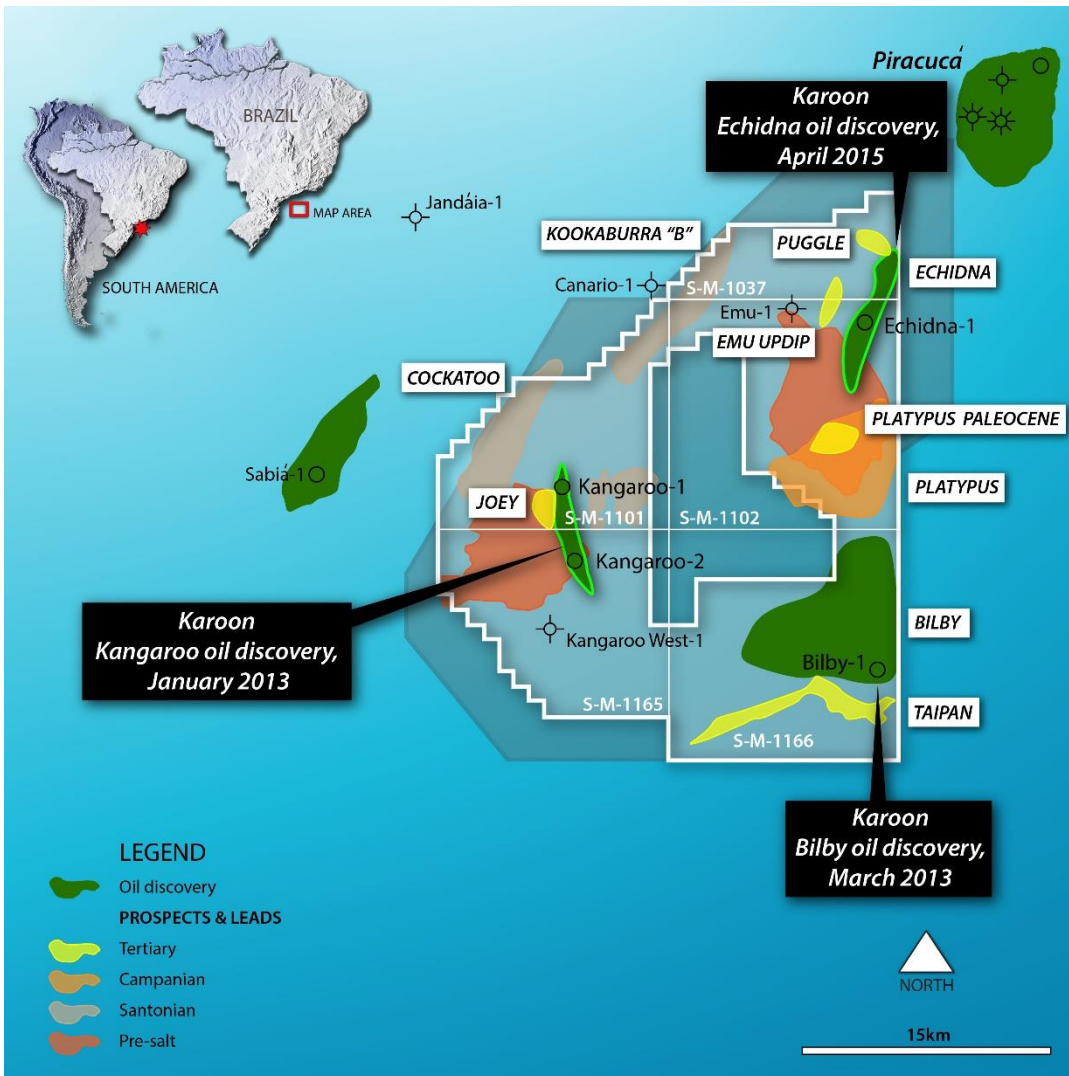 Piracucá
Karoon
Echidna oil discovery,
April 2015
BRAZIL
MAP AREA
SOUTH AMERICA
Jandáia-1
KOOKABURRA "B"
PUGGLE
ECHIDNA
Canario-1
S-M-1037
Emu-1
Echidna-1
EMU UPDIP
COCKATOO
PLATYPUS PALEOCENE
Sabiá-1
JOEY
Kangaroo-1
PLATYPUS
S-M-1101
S-M-1102
Kangaroo-2
Karoon
Kangaroo oil discovery,
January 2013
Kangaroo West-1
BILBY
Bilby-1
S-M-1165
TAIPAN
S-M-1166
Karoon
Bilby oil discovery,
March 2013
LEGEND
Oil discovery
PROSPECTS & LEADS
Tertiary
Campanian
Santonian
Pre-salt
NORTH
15km